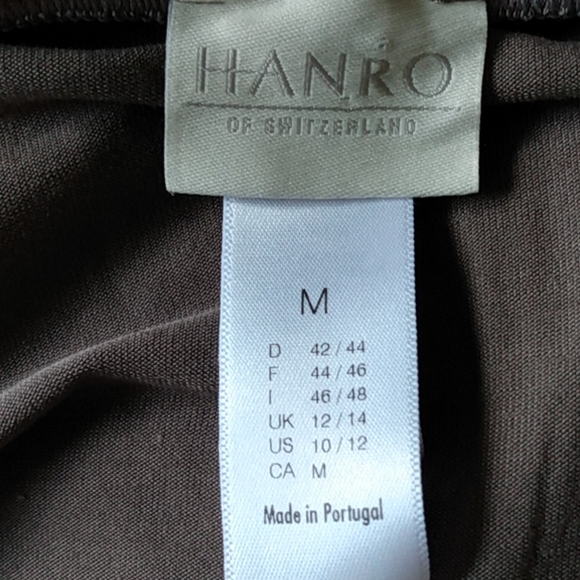 HANRO
OF SWITZERLAND
M
D 42 / 44
F 44 / 46
I 46 / 48
UK 12 / 14
US 10 / 12
CA M
Made in Portugal